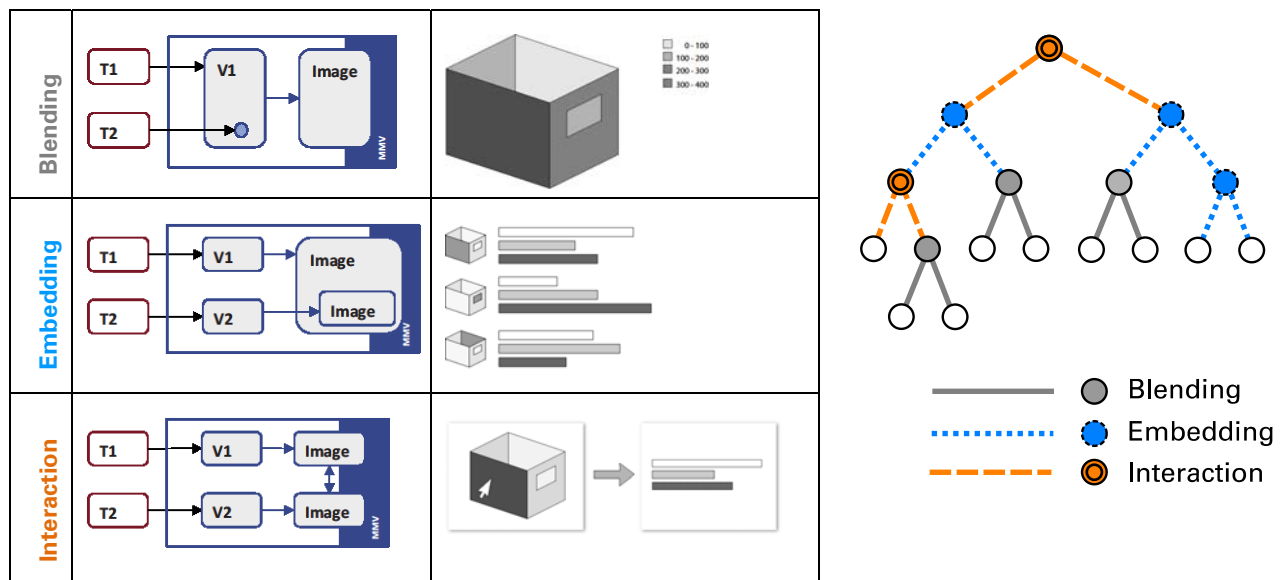 Blending
T1
T2
V1
Image
MMV
0 - 100
100 - 200
200 - 300
300 - 400
Embedding
T1
T2
V1
V2
Image
Image
MMV
Interaction
T1
T2
V1
V2
Image
Image
MMV
Blending
Embedding
Interaction